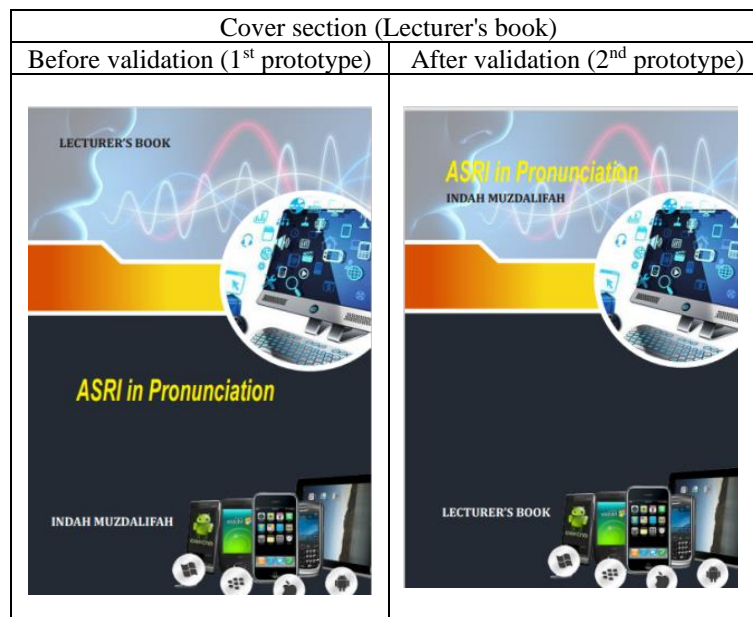 Cover section (Lecturer's book)
Before validation (1st prototype)
After validation (2nd prototype)
LECTURER'S BOOK
ASRI in Pronunciation
INDAH MUZDALIFAH
ASRI in Pronunciation
INDAH MUZDALIFAH
LECTURER'S BOOK